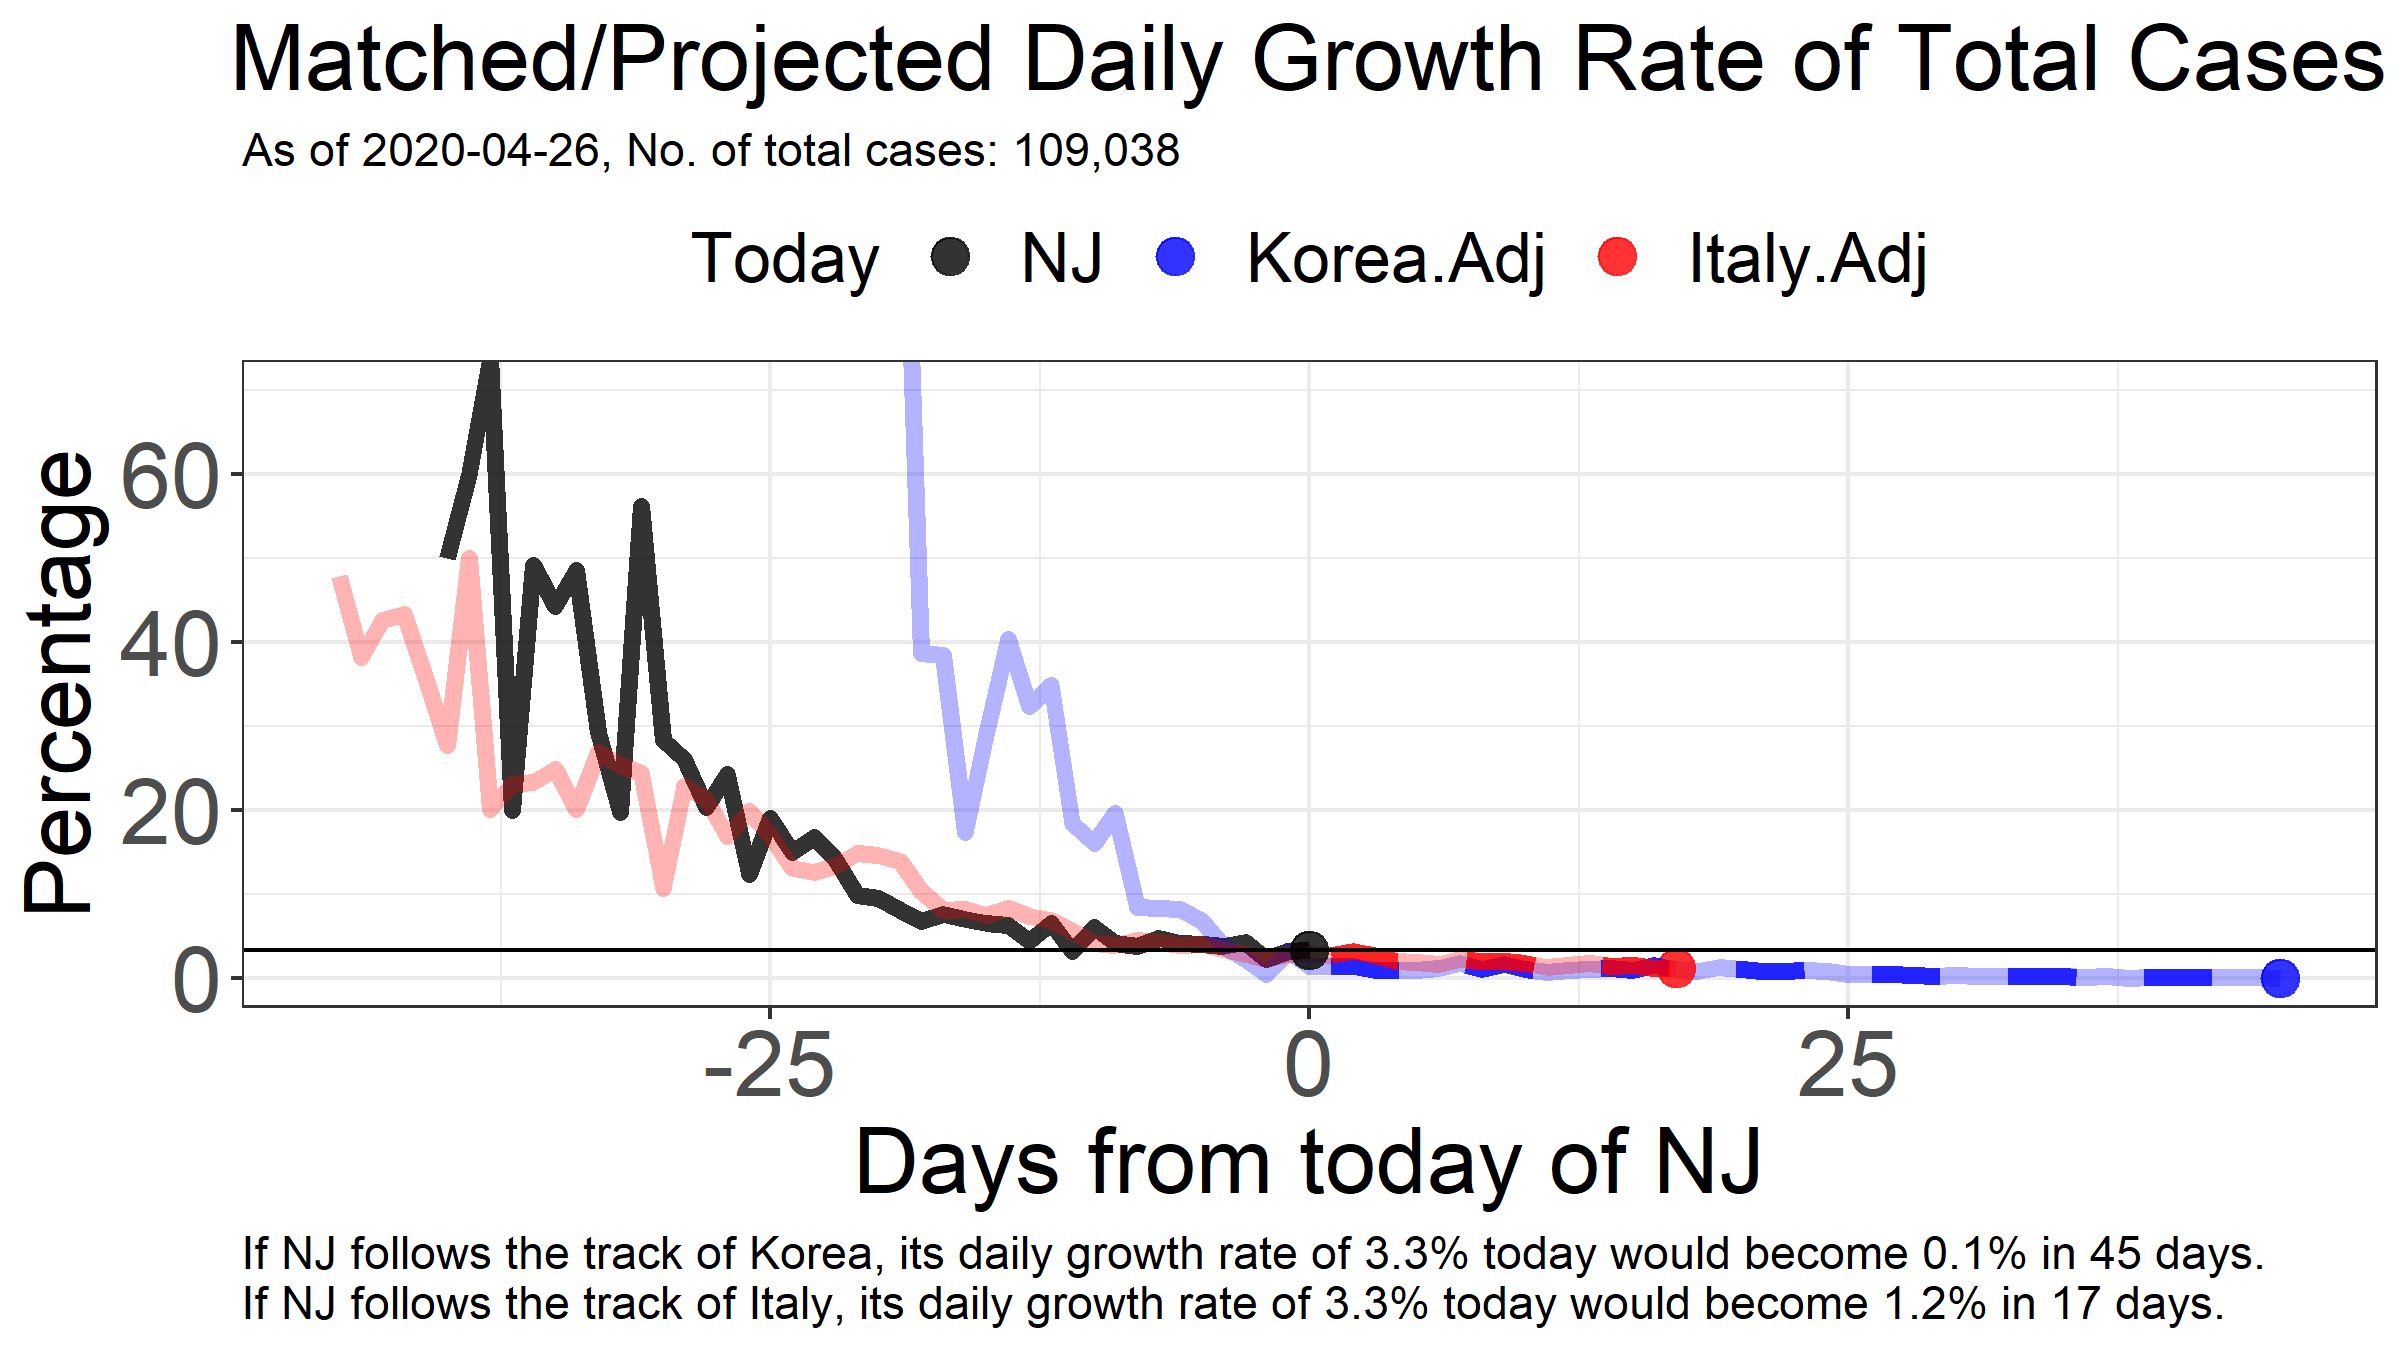 Matched/Projected Daily Growth Rate of Total Cases
As of 2020-04-26, No. of total cases: 109,038
Today NJ Korea.Adj Italy.Adj
Percentage
60
40
20
0
-25 0 25
Days from today of NJ
If NJ follows the track of Korea, its daily growth rate of 3.3% today would become 0.1% in 45 days.
If NJ follows the track of Italy, its daily growth rate of 3.3% today would become 1.2% in 17 days.